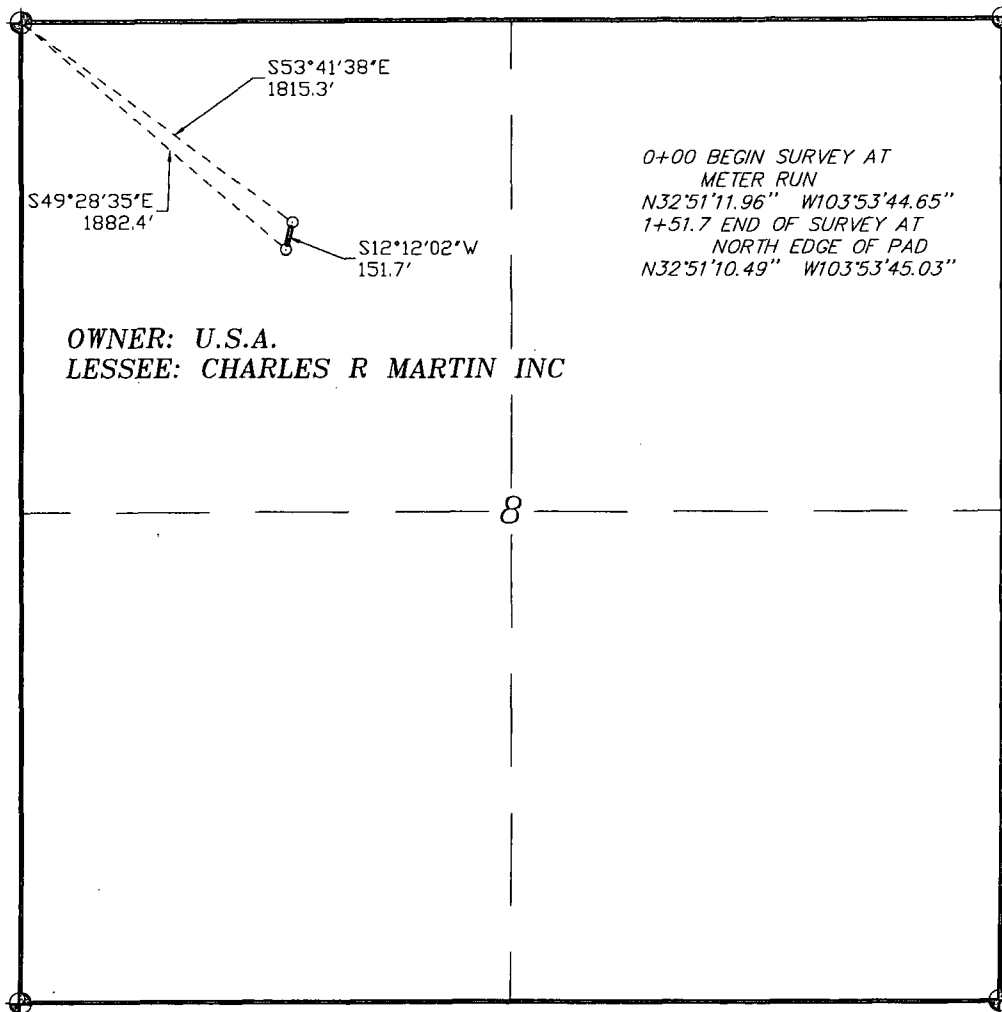 S53°41'38"E
1815.3'
S49°28'35"E
1882.4'
S12°12'02"W
151.7'
0+00 BEGIN SURVEY AT
METER RUN
N32°51'11.96" W103°53'44.65"
1+51.7 END OF SURVEY AT
NORTH EDGE OF PAD
N32°51'10.49" W103°53'45.03"
OWNER: U.S.A.
LESSEE: CHARLES R MARTIN INC
8